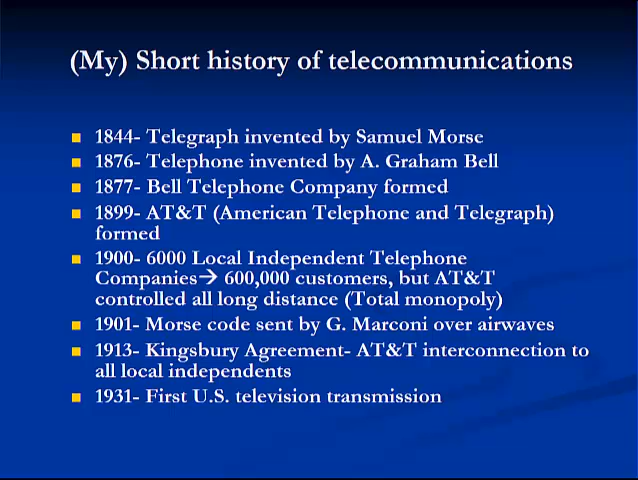 (My) Short history of telecommunications
1844- Telegraph invented by Samuel Morse
1876- Telephone invented by A. Graham Bell
1877- Bell Telephone Company formed
1899- AT&T (American Telephone and Telegraph)
formed
1900- 6000 Local Independent Telephone
Companies→ 600,000 customers, but AT&T
controlled all long distance (Total monopoly)
1901- Morse code sent by G. Marconi over airwaves
1913- Kingsbury Agreement- AT&T interconnection to
all local independents
1931- First U.S. television transmission